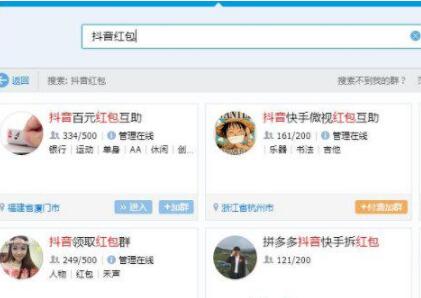 抖音红包
返回 搜索: 抖音红包 搜索不到我的群?
抖音百元红包互助
334/500 管理在线
银行 | 运动 | 单身 | AA | 休闲 | 创...
福建省厦门市 进入 +加群
抖音快手微视红包互助
161/200 管理在线
乐器 | 书法 | 吉他
浙江省杭州市 +付费加群
抖音领取红包群
249/500 管理在线
人物 | 红包 | 禾声
拼多多抖音快手拆红包
121/200